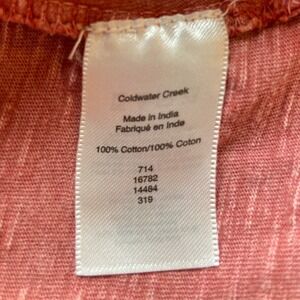 Coldwater Creek
Made in India
Fabriqué en Inde
100% Cotton/100% Coton
714
16782
14484
319